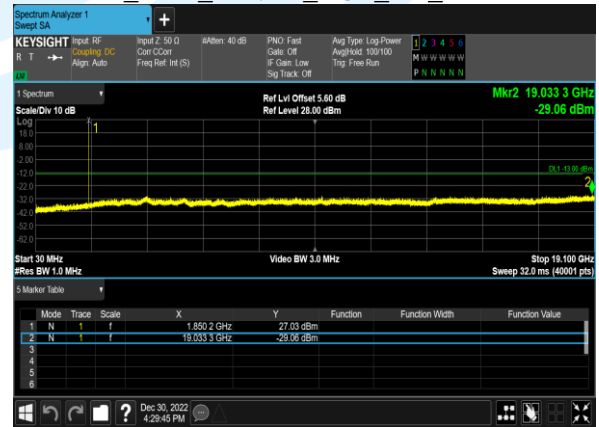 Spectrum Analyzer 1
Swept SA
+
KEYSIGHT
R T
LW
Input: RF
Coupling: DC
Align: Auto
Input Z: 50 Ω
Corr CCorr
Freq Ref: Int (S)
#Atten: 40 dB
PNO: Fast
Gate: Off
IF Gain: Low
Sig Track: Off
Avg Type: Log-Power
Avg|Hold: 100/100
Trig: Free Run
1 2 3 4 5 6
M W W W W W
P N N N N N
1 Spectrum
Scale/Div 10 dB
Ref Lvl Offset 5.60 dB
Ref Level 28.00 dBm
Mkr2 19.033 3 GHz
-29.06 dBm
Log
18.0
8.00
-2.00
-12.0
-22.0
-32.0
-42.0
-52.0
-62.0
1
DL1 -13.00 dBm
2
Start 30 MHz
#Res BW 1.0 MHz
Video BW 3.0 MHz
Stop 19.100 GHz
Sweep 32.0 ms (40001 pts)
5 Marker Table
Mode Trace Scale X Y Function Function Width Function Value
1 N 1 f 1.850 2 GHz 27.03 dBm
2 N 1 f 19.033 3 GHz -29.06 dBm
3
4
5
6
?
Dec 30, 2022
4:29:45 PM